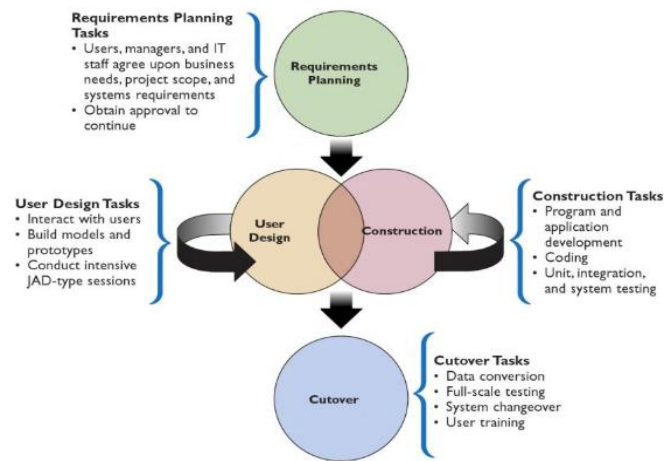 Requirements Planning
Tasks
• Users, managers, and IT
staff agree upon business
needs, project scope, and
systems requirements
• Obtain approval to
continue
Requirements
Planning
User Design Tasks
• Interact with users
• Build models and
prototypes
• Conduct intensive
JAD-type sessions
User
Design
Construction
Construction Tasks
• Program and
application
development
• Coding
• Unit, integration,
and system testing
Cutover
Cutover Tasks
• Data conversion
• Full-scale testing
• System changeover
• User training